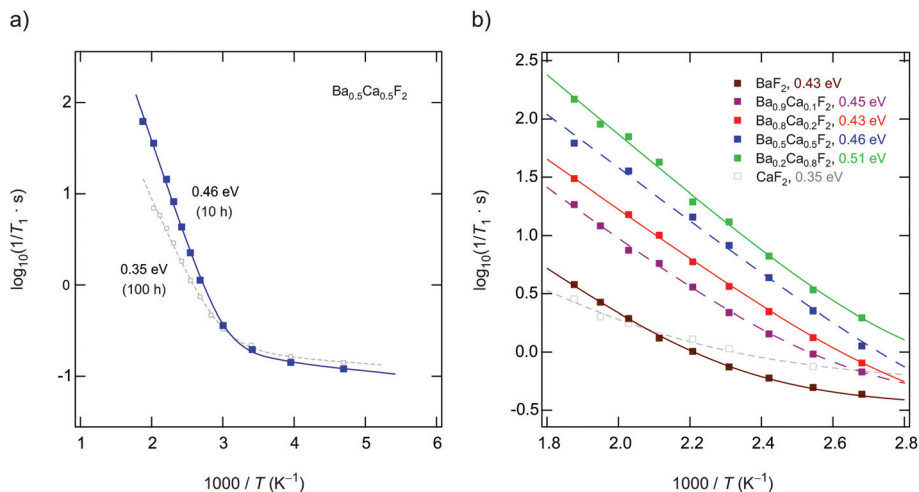 a)
Ba0.5Ca0.5F2
0.46 eV
(10 h)
0.35 eV
(100 h)
log10(1/T1 · s)
2
1
0
-1
1 2 3 4 5 6
1000 / T (K−1)
b)
BaF2, 0.43 eV
Ba0.9Ca0.1F2, 0.45 eV
Ba0.8Ca0.2F2, 0.43 eV
Ba0.5Ca0.5F2, 0.46 eV
Ba0.2Ca0.8F2, 0.51 eV
CaF2, 0.35 eV
log10(1/T1 · s)
2.5
2.0
1.5
1.0
0.5
0.0
-0.5
1.8 2.0 2.2 2.4 2.6 2.8
1000 / T (K−1)